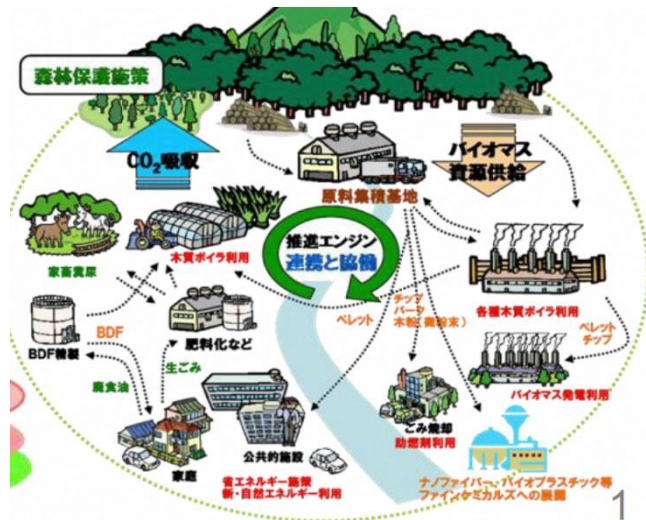 森林保護施策
CO2吸収
バイオマス
資源供給
原料集積基地
推進エンジン
連携と協働
木質ボイラ利用
家畜糞尿
各種木質ボイラ利用
チップ
バーク
木粉(微粉末)
ペレット
ペレット
チップ
BDF
BDF精製
肥料化など
バイオマス発電利用
廃食油
生ごみ
家庭
公共的施設
ごみ焼却
助燃剤利用
省エネルギー施策
新・自然エネルギー利用
ナノファイバー、バイオプラスチック等
ファインケミカルズへの展開
1